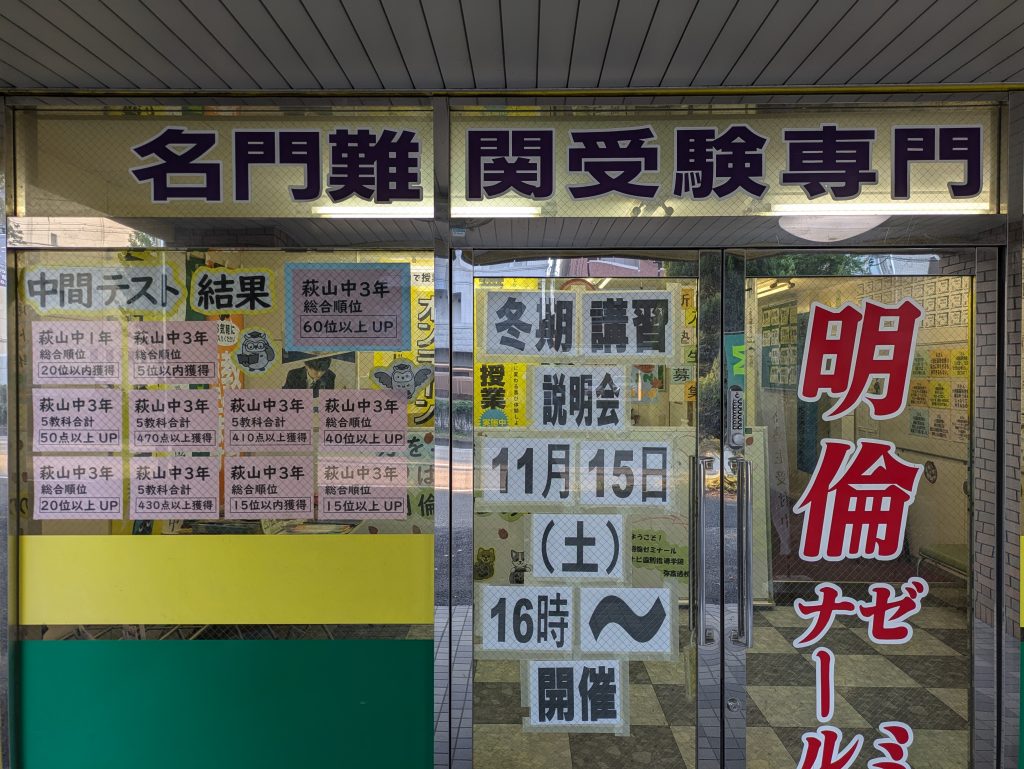 名門難関受験専門
中間テスト
結果
萩山中3年
総合順位
60位以上UP
萩山中1年
総合順位
20位以内獲得
萩山中3年
総合順位
5位以内獲得
萩山中3年
5教科合計
50点以上UP
萩山中3年
5教科合計
470点以上獲得
萩山中3年
5教科合計
410点以上獲得
萩山中3年
総合順位
40位以上UP
萩山中3年
総合順位
20位以上UP
萩山中3年
5教科合計
430点以上獲得
萩山中3年
総合順位
15位以内獲得
萩山中3年
総合順位
15位以上UP
オンライン
授業
冬期講習
説明会
11月15日
(土)
16時～
開催
ようこそ!
明倫
ゼミ
ナール